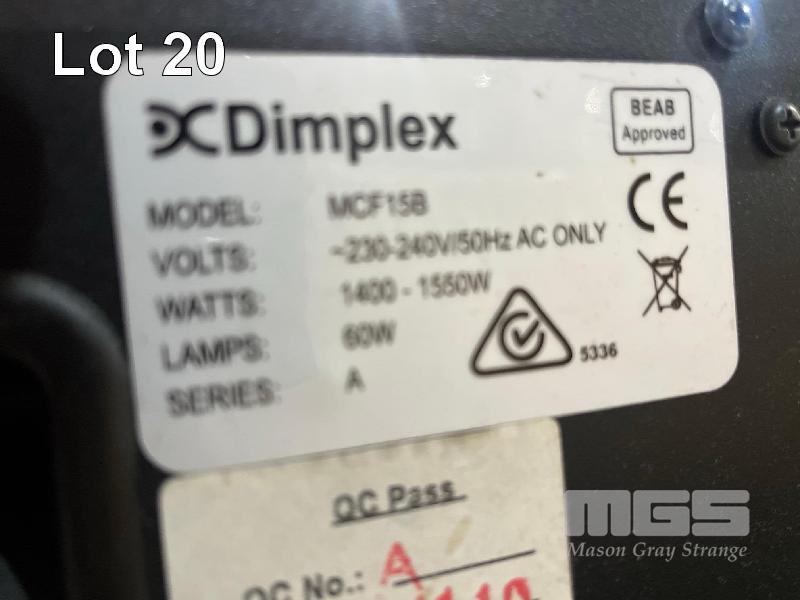 Lot 20
Dimplex
BEAB
Approved
MODEL: MCF15B
VOLTS: ~230-240V/50Hz AC ONLY
WATTS: 1400 - 1550W
LAMPS: 60W
SERIES: A
CE
5336
QC Pass
QC No.: A
MGS
Mason Gray Strange